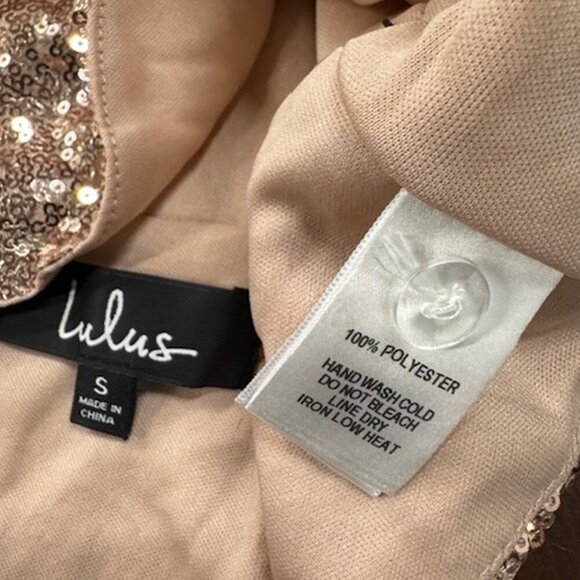 Lulus
S
MADE IN
CHINA
100% POLYESTER
HAND WASH COLD
DO NOT BLEACH
LINE DRY
IRON LOW HEAT